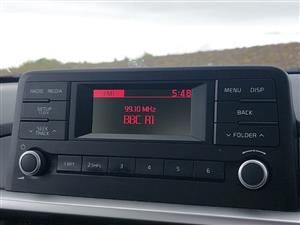 FM1 5:48
RADIO MEDIA
99.10 MHz
MENU DISP
SETUP
BBC R1
BACK
SEEK
TRACK
FOLDER
1 RPT 2 SHFL 3 4 5 6